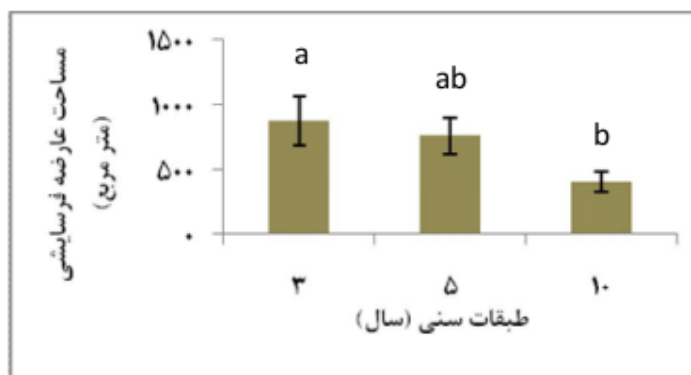 مساحت عارضه فرسایشی
(متر مربع)
۱۵۰۰
۱۰۰۰
۵۰۰
۰
a
ab
b
۳
۵
۱۰
طبقات سنی (سال)